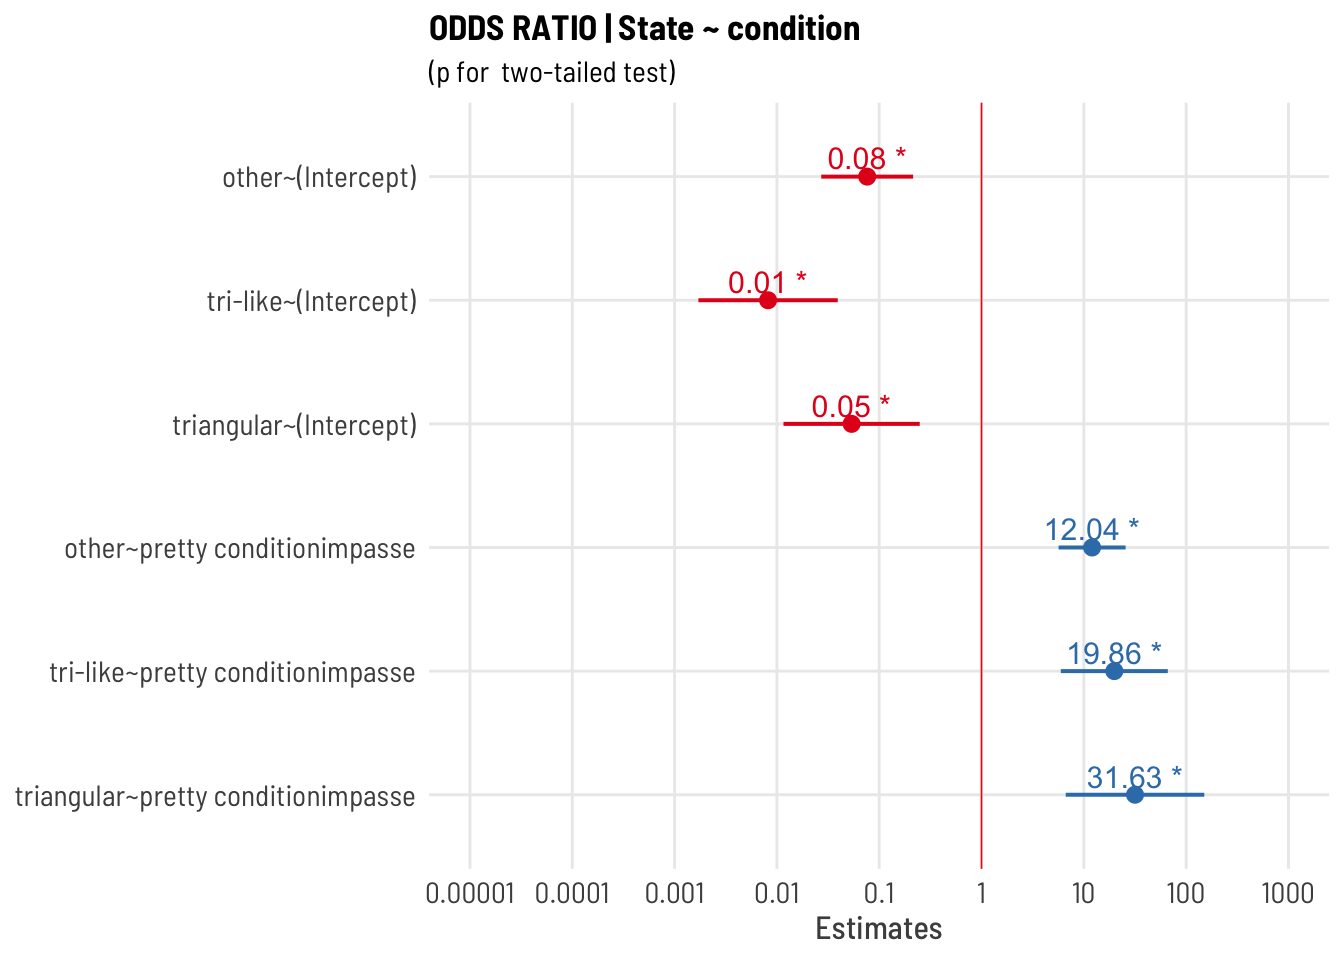 ODDS RATIO | State ~ condition
(p for  two-tailed test)
other~(Intercept)
0.08 *
tri-like~(Intercept)
0.01 *
triangular~(Intercept)
0.05 *
other~pretty conditionimpasse
12.04 *
tri-like~pretty conditionimpasse
19.86 *
triangular~pretty conditionimpasse
31.63 *
0.00001 0.0001 0.001 0.01 0.1 1 10 100 1000
Estimates